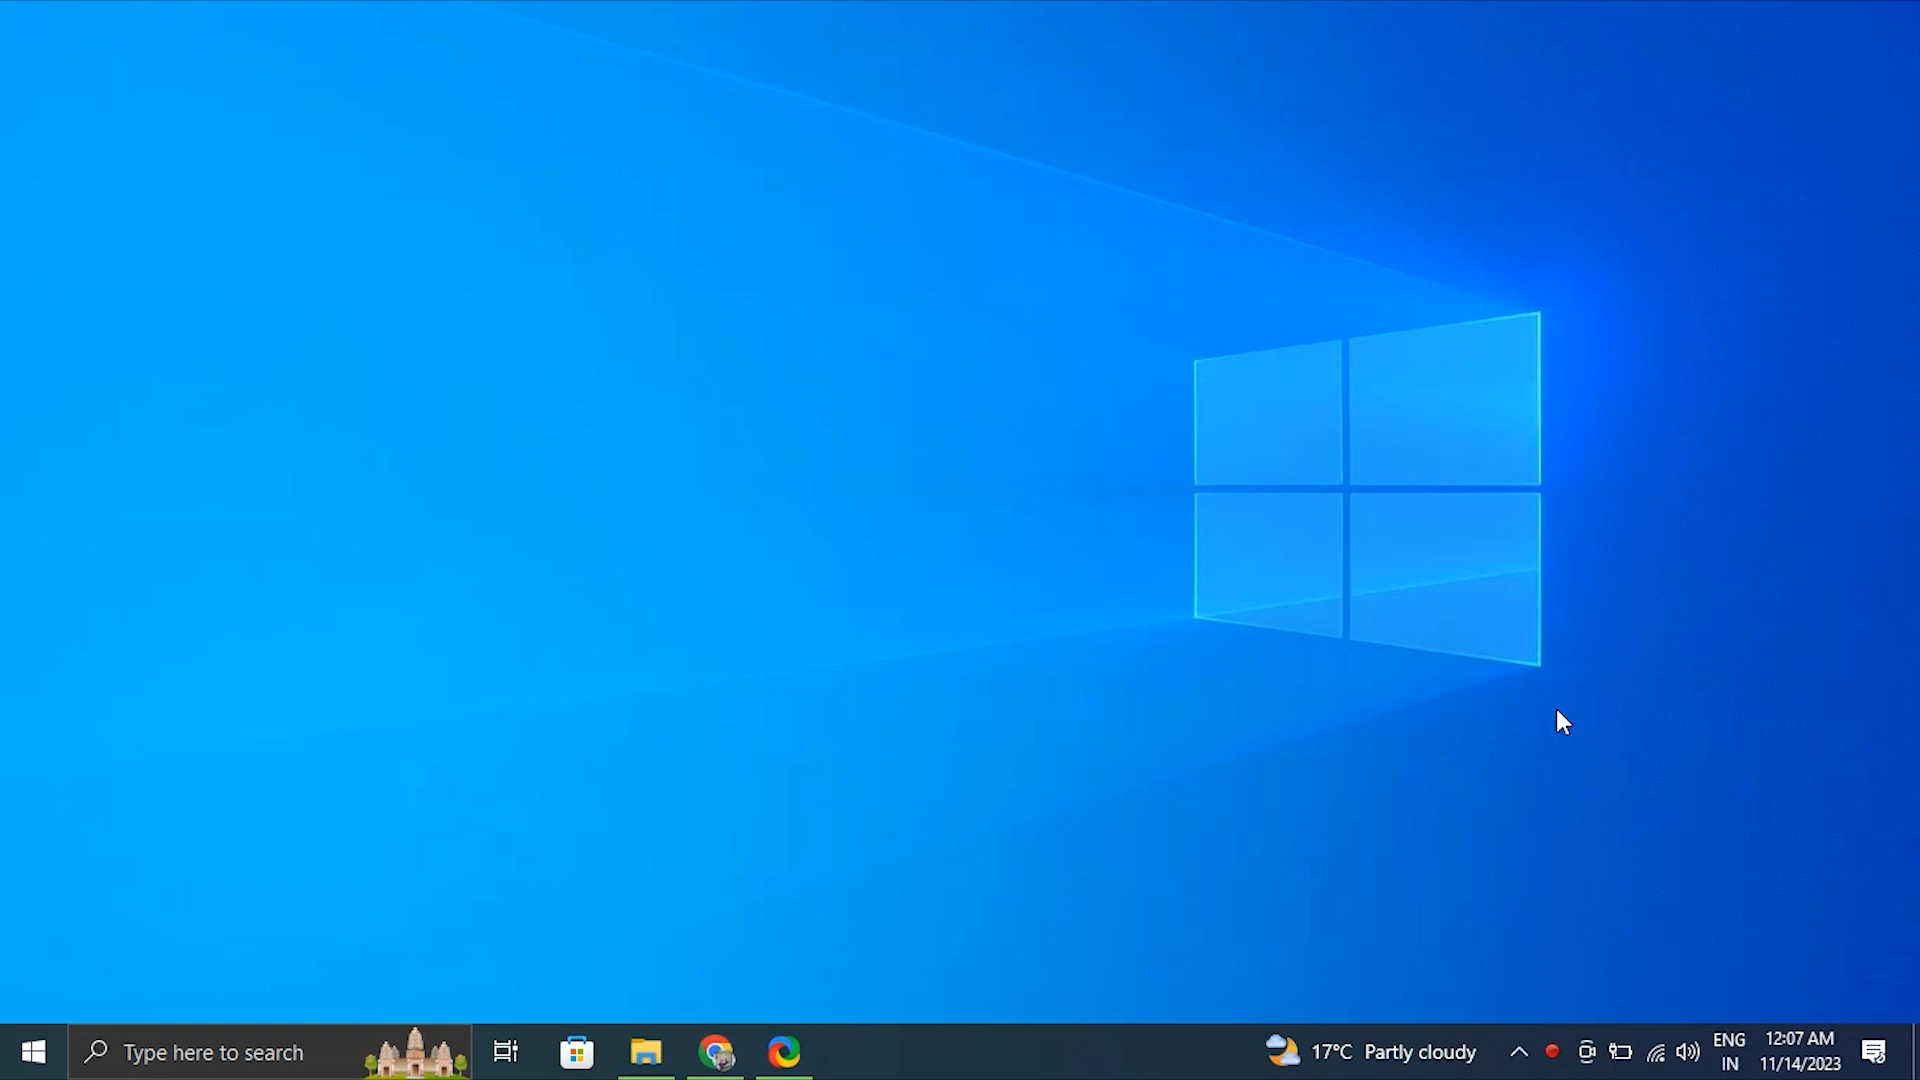 Type here to search
17°C Partly cloudy
ENG
IN
12:07 AM
11/14/2023